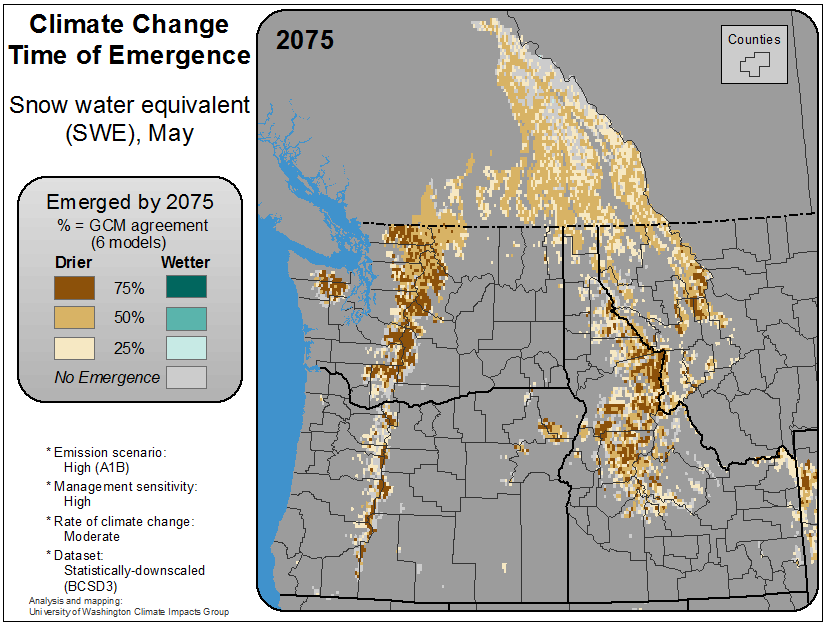 Climate Change
Time of Emergence
Snow water equivalent
(SWE), May
Emerged by 2075
% = GCM agreement
(6 models)
Drier Wetter
75%
50%
25%
No Emergence
* Emission scenario:
High (A1B)
* Management sensitivity:
High
* Rate of climate change:
Moderate
* Dataset:
Statistically-downscaled
(BCSD3)
Analysis and mapping:
University of Washington Climate Impacts Group
2075
Counties